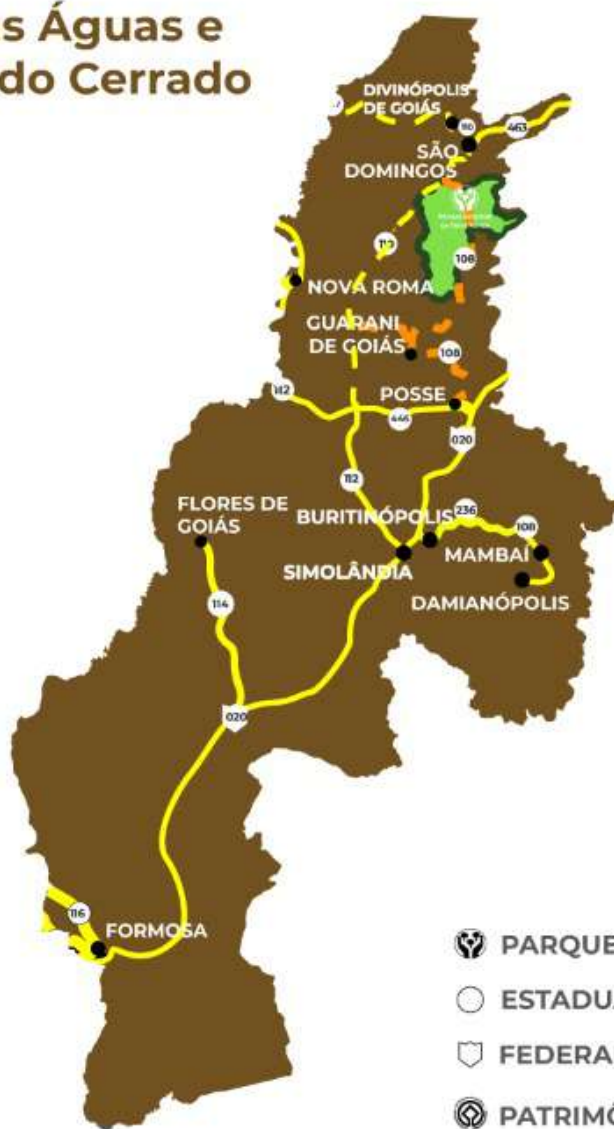 s Águas e
do Cerrado
DIVINÓPOLIS
DE GOIÁS
110
463
SÃO
DOMINGOS
108
NOVA ROMA
GUARANI
DE GOIÁS
108
112
POSSE
446
020
112
FLORES DE
GOIÁS
BURITINÓPOLIS
236
108
MAMBAÍ
SIMOLÂNDIA
DAMIANÓPOLIS
114
020
116
FORMOSA
PARQUE
ESTADUA
FEDERA
PATRIMÔ